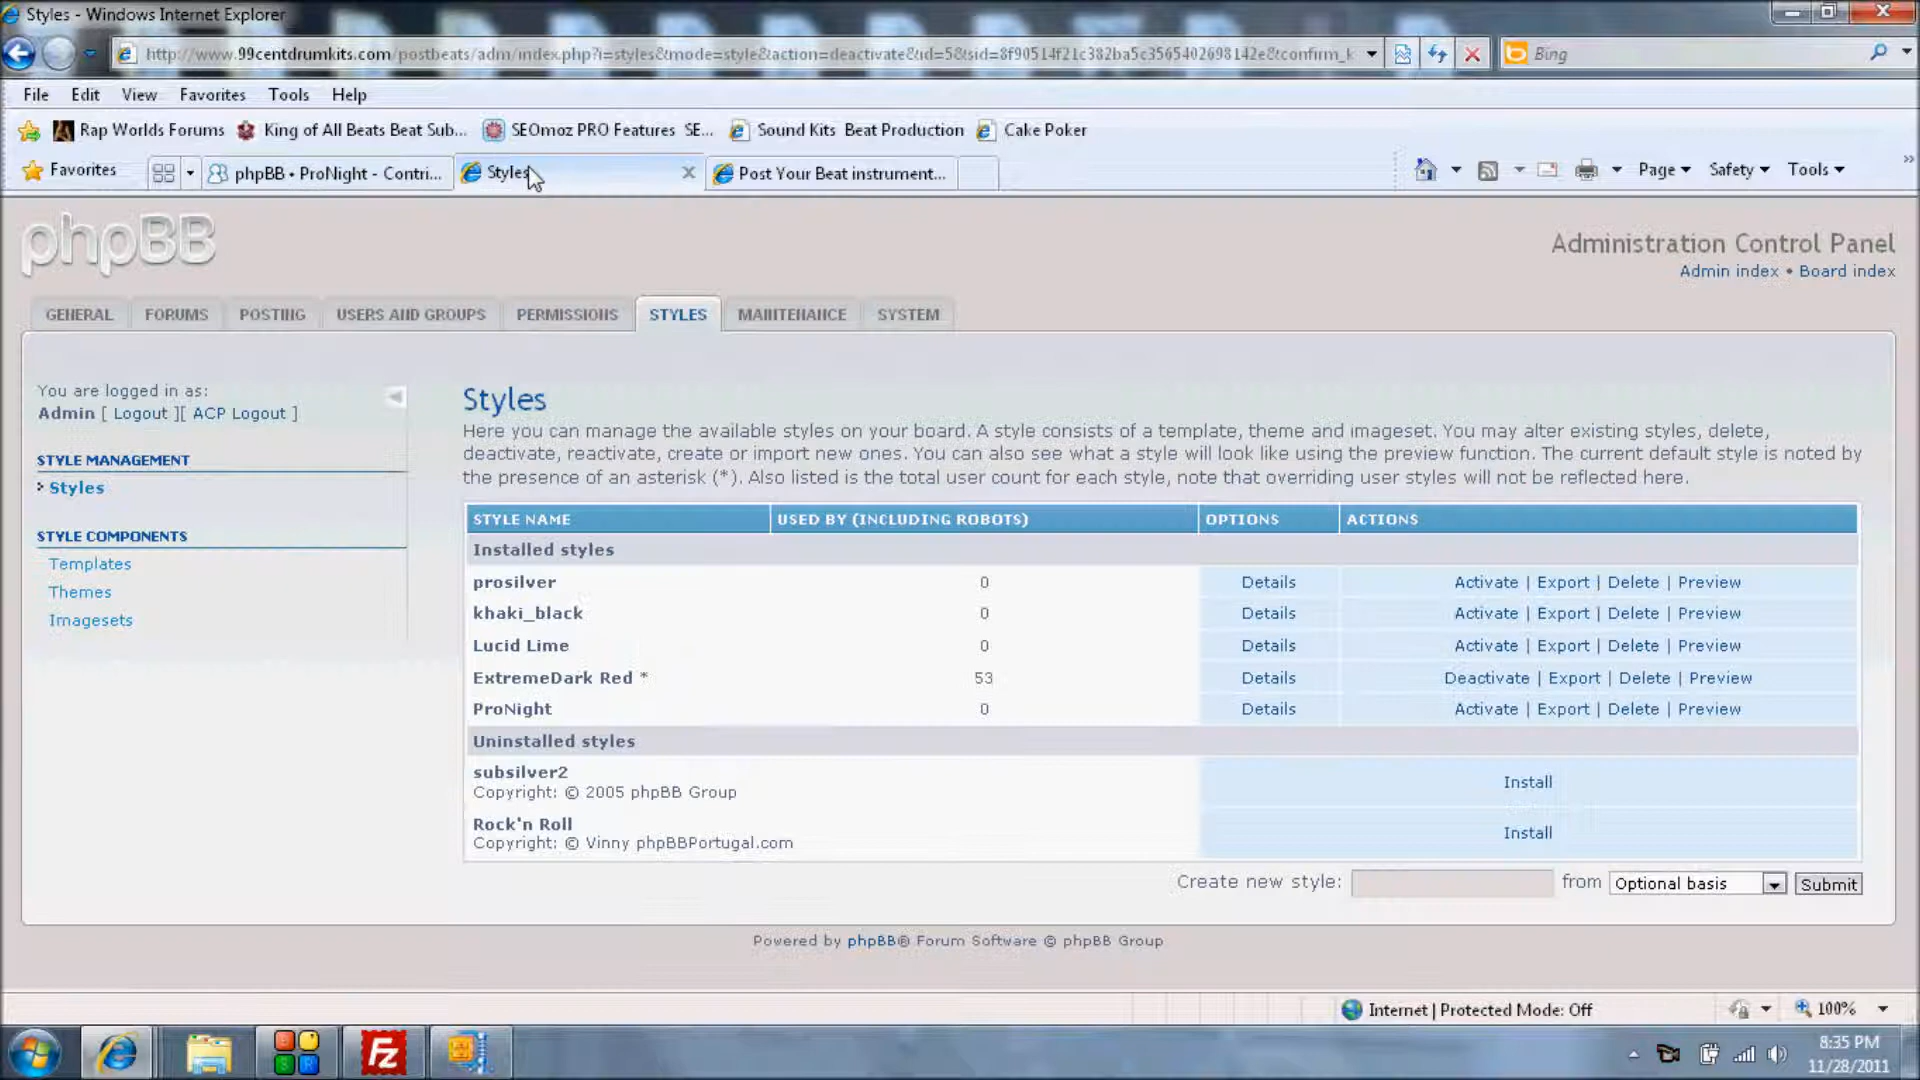 Styles - Windows Internet Explorer
http://www.99centdrumkits.com/postbeats/adm/index.php?i=styles&mode=style&action=deactivate&id=5&sid=8f90514f21c382ba5c3565402698142e&confirm_k
Bing
File Edit View Favorites Tools Help
Rap Worlds Forums King of All Beats Beat Sub... SEOmoz PRO Features SE... Sound Kits Beat Production Cake Poker
Favorites phpBB • ProNight - Contri... Styles Post Your Beat instrument... Page Safety Tools
phpBB
Administration Control Panel
Admin index • Board index
GENERAL FORUMS POSTING USERS AND GROUPS PERMISSIONS STYLES MAINTENANCE SYSTEM
You are logged in as:
Admin [ Logout ][ ACP Logout ]
STYLE MANAGEMENT
Styles
STYLE COMPONENTS
Templates
Themes
Imagesets
Styles
Here you can manage the available styles on your board. A style consists of a template, theme and imageset. You may alter existing styles, delete,
deactivate, reactivate, create or import new ones. You can also see what a style will look like using the preview function. The current default style is noted by
the presence of an asterisk (*). Also listed is the total user count for each style, note that overriding user styles will not be reflected here.
STYLE NAME USED BY (INCLUDING ROBOTS) OPTIONS ACTIONS
Installed styles
prosilver 0 Details Activate | Export | Delete | Preview
khaki_black 0 Details Activate | Export | Delete | Preview
Lucid Lime 0 Details Activate | Export | Delete | Preview
ExtremeDark Red * 53 Details Deactivate | Export | Delete | Preview
ProNight 0 Details Activate | Export | Delete | Preview
Uninstalled styles
subsilver2
Copyright: © 2005 phpBB Group
Install
Rock'n Roll
Copyright: © Vinny phpBBPortugal.com
Install
Create new style: from Optional basis Submit
Powered by phpBB® Forum Software © phpBB Group
Internet | Protected Mode: Off 100%
Fz
8:35 PM
11/28/2011